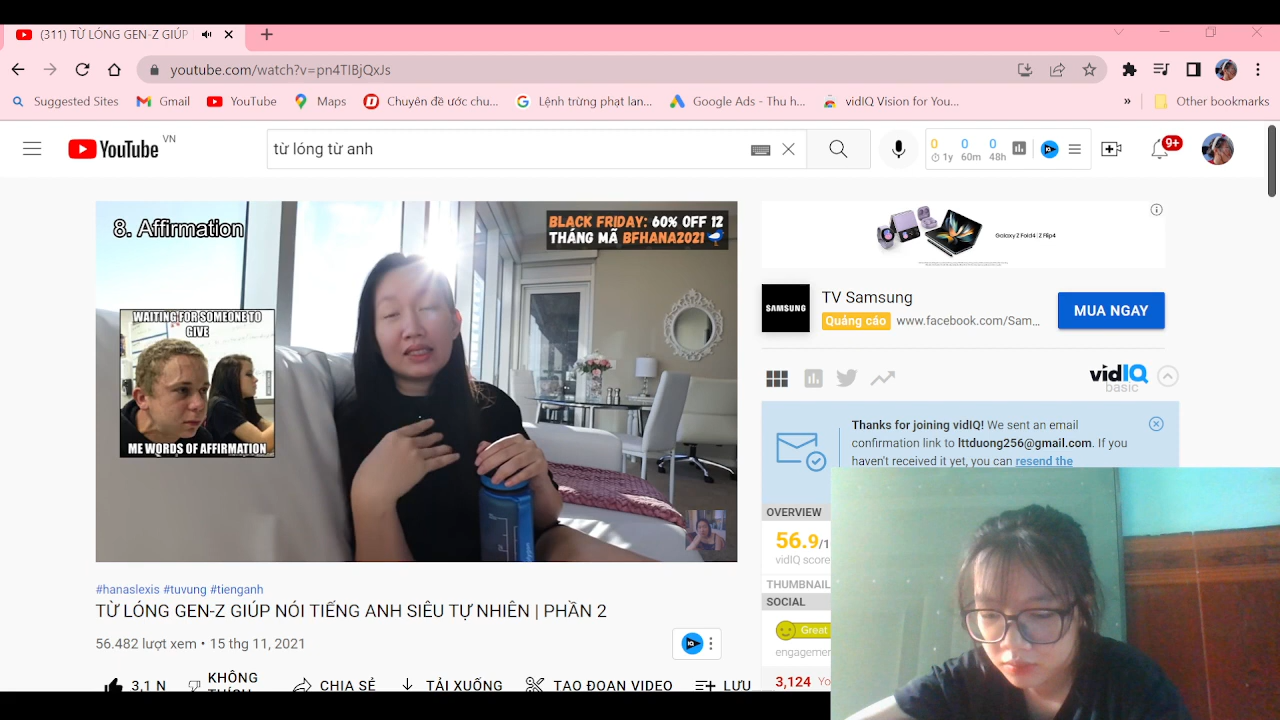 (311) TỪ LÓNG GEN-Z GIÚP
youtube.com/watch?v=pn4TIBjQxJs
Suggested Sites
Gmail
YouTube
Maps
Chuyên đề ước chu...
Lệnh trừng phạt lan...
Google Ads - Thu h...
vidIQ Vision for You...
»
Other bookmarks
YouTube VN
từ lóng từ anh
0 0 0
1y 60m 48h
9+
8. Affirmation
BLACK FRIDAY: 60% OFF 12
THÁNG MÃ BFHANA2021
WAITING FOR SOMEONE TO
GIVE
ME WORDS OF AFFIRMATION
Galaxy Z Fold4 | Z Flip4
SAMSUNG
TV Samsung
Quảng cáo www.facebook.com/Sam...
MUA NGAY
vidIQ
basic
Thanks for joining vidIQ! We sent an email
confirmation link to lttduong256@gmail.com. If you
haven't received it yet, you can resend the
OVERVIEW
56.9/1
vidIQ score
THUMBNAIL
SOCIAL
Great
engagemen
3,124 Yo
#hanaslexis #tuvung #tienganh
TỪ LÓNG GEN-Z GIÚP NÓI TIẾNG ANH SIÊU TỰ NHIÊN | PHẦN 2
56.482 lượt xem • 15 thg 11, 2021
3,1 N
KHÔNG
THÍCH
CHIA SẺ
TẢI XUỐNG
TẠO ĐOẠN VIDEO
LƯU